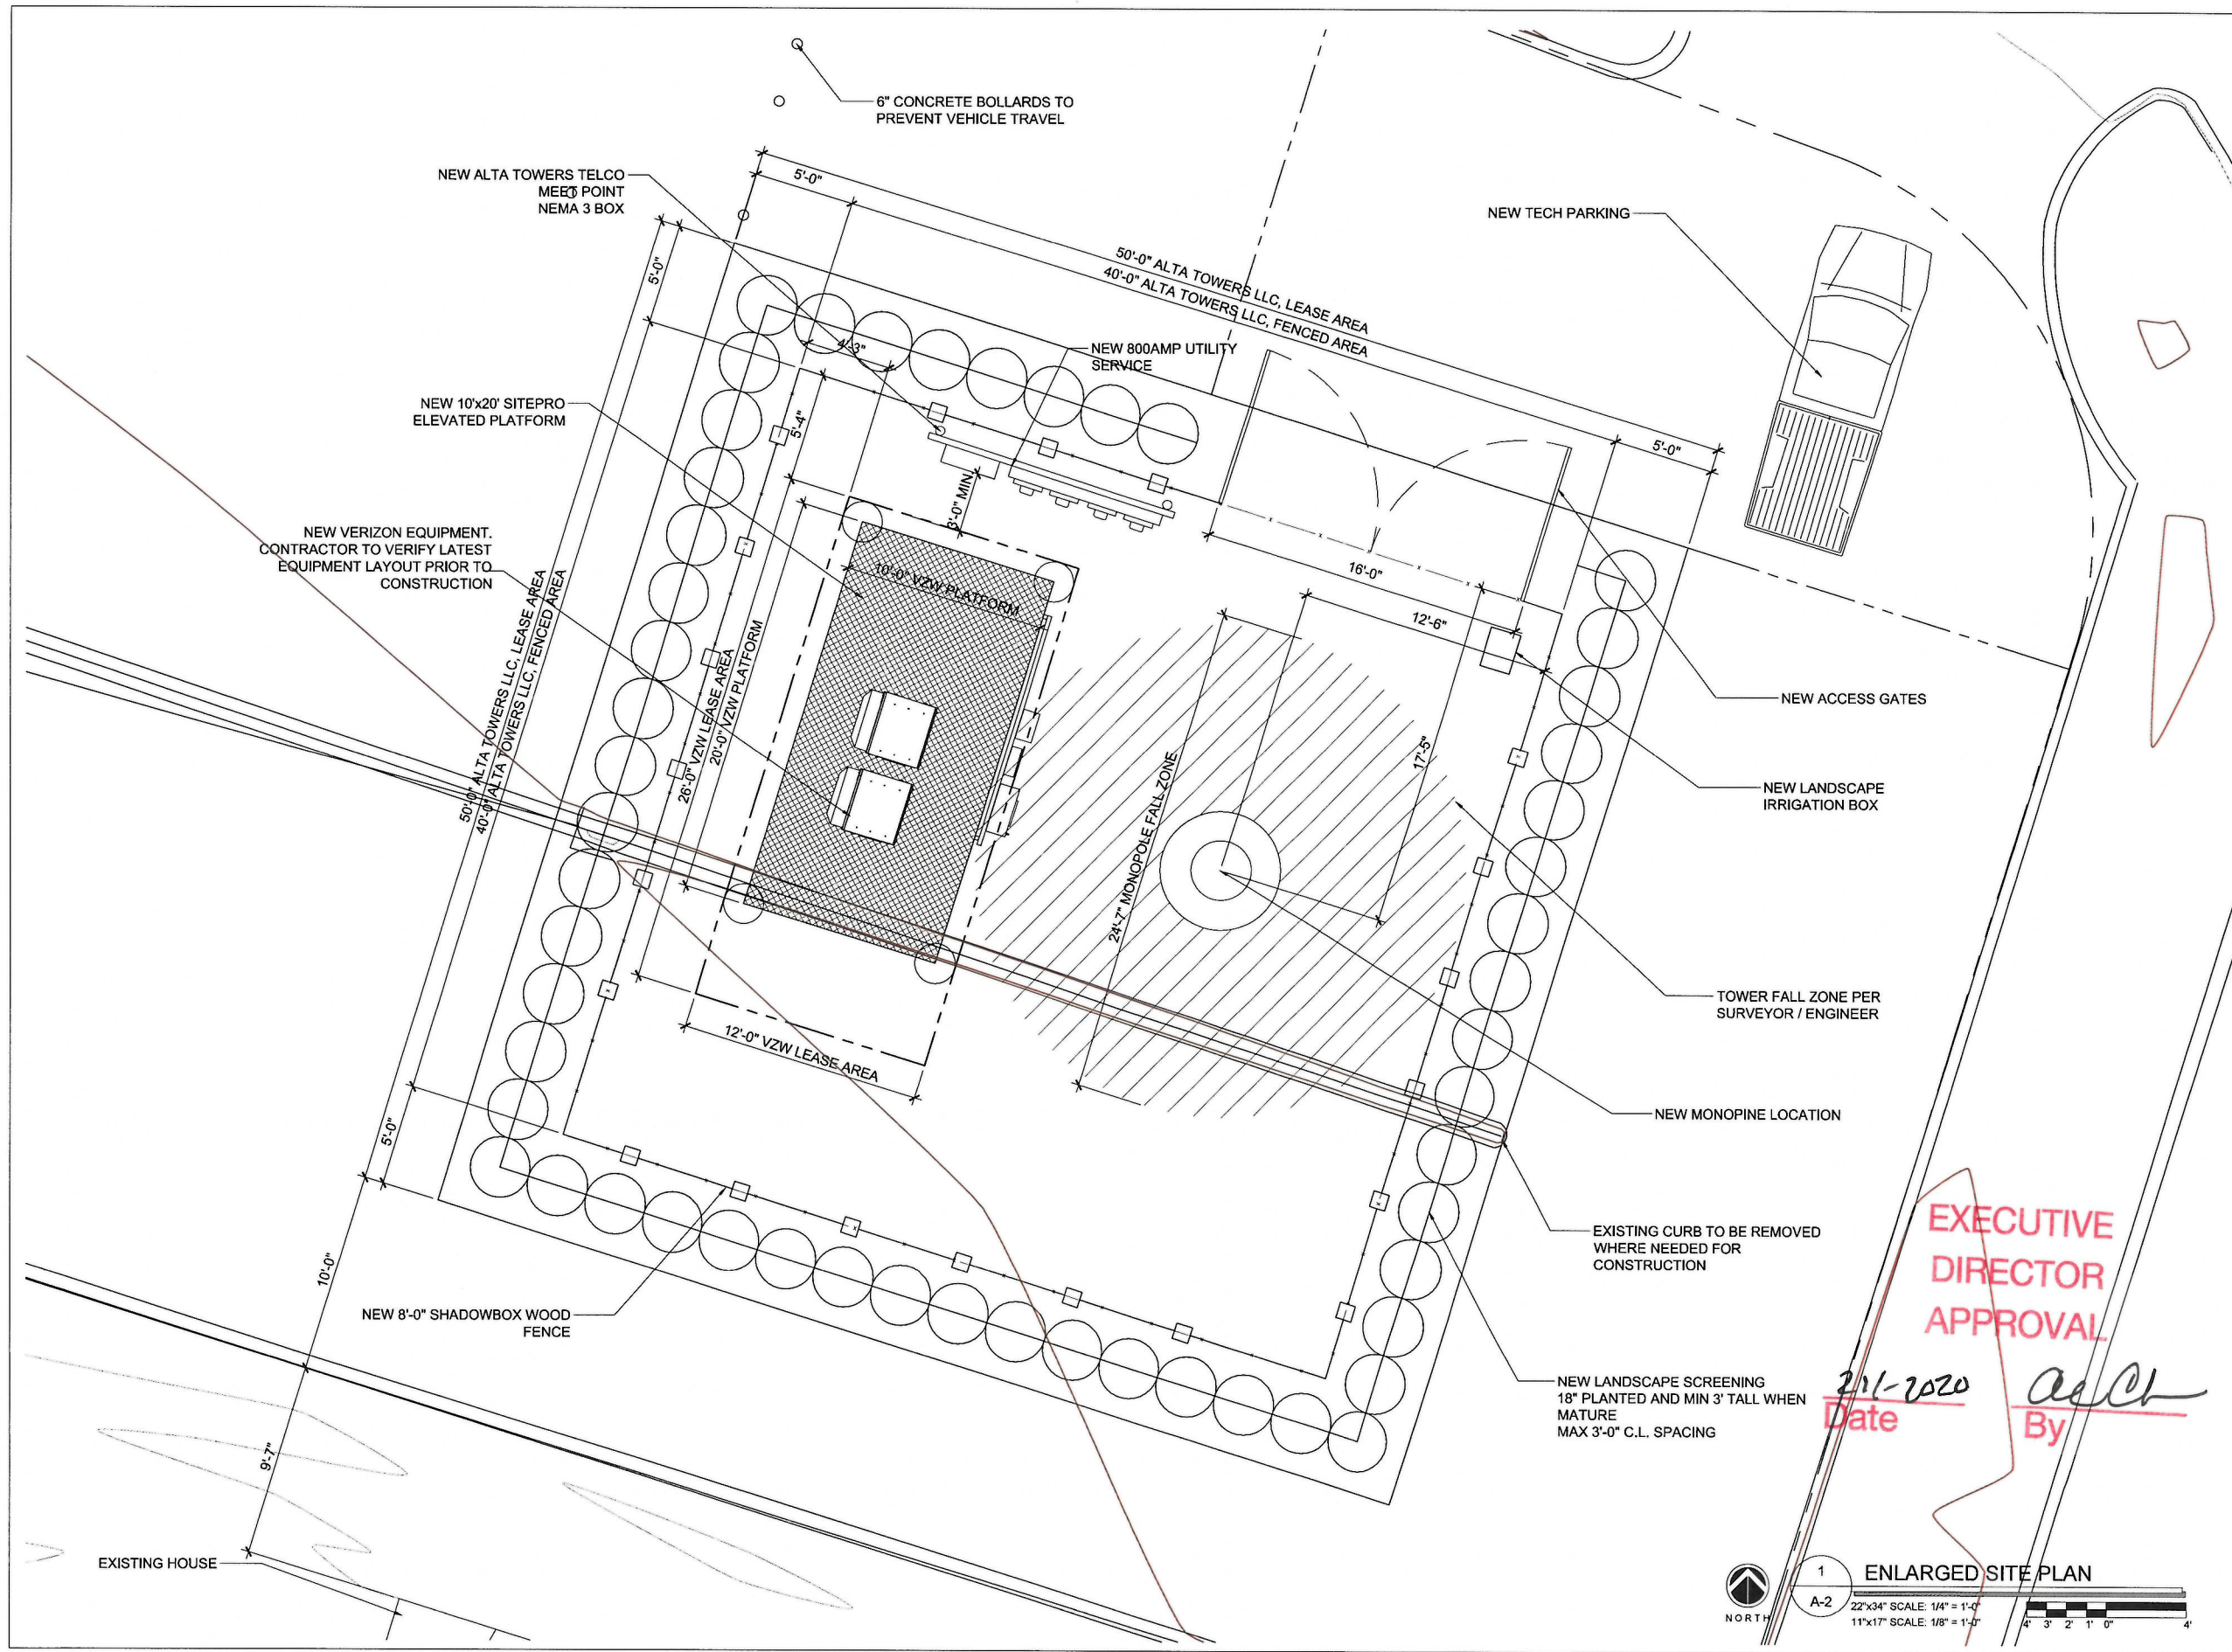 6" CONCRETE BOLLARDS TO
PREVENT VEHICLE TRAVEL
NEW ALTA TOWERS TELCO
MEET POINT
NEMA 3 BOX
5'-0"
NEW TECH PARKING
50'-0" ALTA TOWERS LLC, LEASE AREA
40'-0" ALTA TOWERS LLC, FENCED AREA
5'-0"
4'-3"
NEW 800AMP UTILITY
SERVICE
NEW 10'x20' SITEPRO
ELEVATED PLATFORM
5'-4"
5'-0"
3'-0" MIN.
NEW VERIZON EQUIPMENT.
CONTRACTOR TO VERIFY LATEST
EQUIPMENT LAYOUT PRIOR TO
CONSTRUCTION
10'-0" VZW PLATFORM
16'-0"
12'-6"
50'-0" ALTA TOWERS LLC, LEASE AREA
40'-0" ALTA TOWERS LLC, FENCED AREA
26'-0" VZW LEASE AREA
20'-0" VZW PLATFORM
NEW ACCESS GATES
17'-5"
24'-7" MONOPOLE FALL ZONE
NEW LANDSCAPE
IRRIGATION BOX
TOWER FALL ZONE PER
SURVEYOR / ENGINEER
12'-0" VZW LEASE AREA
NEW MONOPINE LOCATION
5'-0"
EXISTING CURB TO BE REMOVED
WHERE NEEDED FOR
CONSTRUCTION
EXECUTIVE
DIRECTOR
APPROVAL
10'-0"
NEW 8'-0" SHADOWBOX WOOD
FENCE
NEW LANDSCAPE SCREENING
18" PLANTED AND MIN 3' TALL WHEN
MATURE
MAX 3'-0" C.L. SPACING
Date
By
9'-7"
EXISTING HOUSE
NORTH
1
A-2
ENLARGED SITE PLAN
22"x34" SCALE: 1/4" = 1'-0"
11"x17" SCALE: 1/8" = 1'-0"
4' 3' 2' 1' 0" 4'